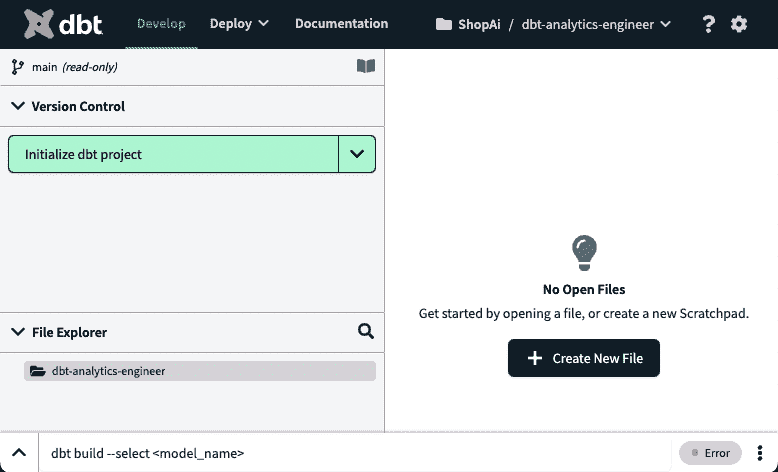 dbt Develop Deploy Documentation ShopAi / dbt-analytics-engineer ?
main (read-only)
Version Control
Initialize dbt project
No Open Files
Get started by opening a file, or create a new Scratchpad.
Create New File
File Explorer
dbt-analytics-engineer
dbt build --select <model_name> Error